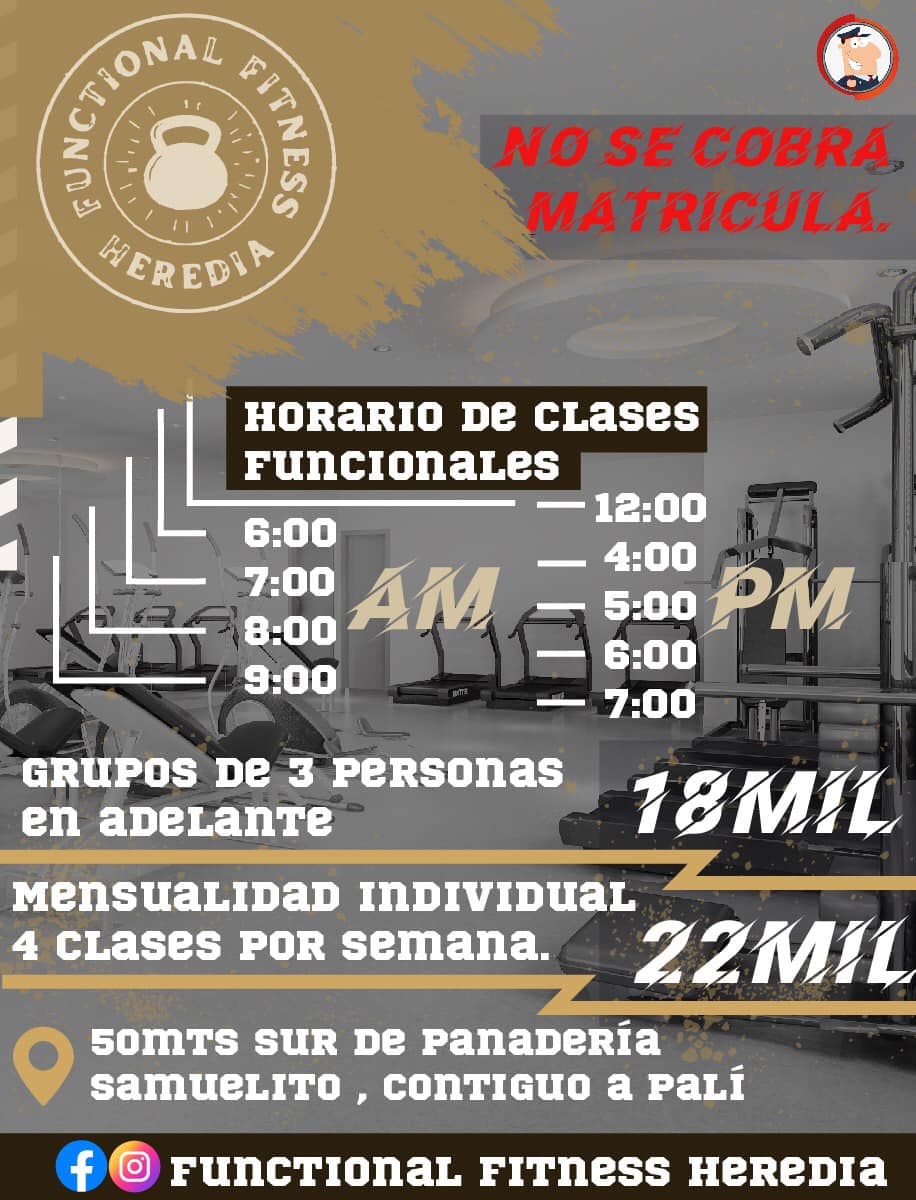 FUNCTIONAL FITNESS
HEREDIA
NO SE COBRA
MATRICULA.
HORARIO DE CLASES
FUNCIONALES
6:00
7:00
8:00
9:00
AM
12:00
4:00
5:00
6:00
7:00
PM
GRUPOS DE 3 PERSONAS
EN ADELANTE
18MIL
MENSUALIDAD INDIVIDUAL
4 CLASES POR SEMANA.
22MIL
50MTS SUR DE PANADERÍA
SAMUELITO , CONTIGUO A PALÍ
FUNCTIONAL FITNESS HEREDIA